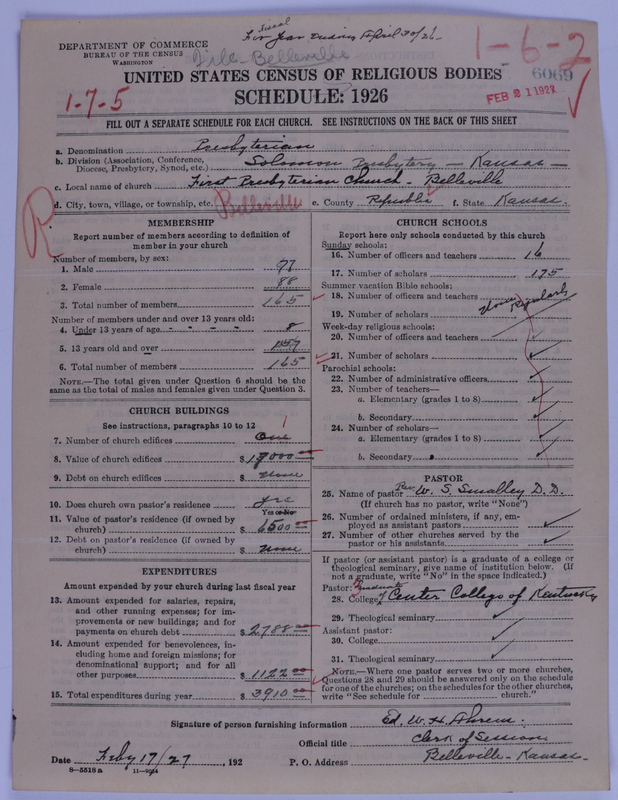 For fiscal year Ending April 30/26
DEPARTMENT OF COMMERCE
BUREAU OF THE CENSUS
WASHINGTON
File Belleville
1-6-2
6069
UNITED STATES CENSUS OF RELIGIOUS BODIES
1-7-5
SCHEDULE: 1926
FEB 21 1927
FILL OUT A SEPARATE SCHEDULE FOR EACH CHURCH. SEE INSTRUCTIONS ON THE BACK OF THIS SHEET
a. Denomination Presbyterian
b. Division (Association, Conference, Diocese, Presbytery, Synod, etc.) Solomon Presbytery — Kansas —
c. Local name of church First Presbyterian Church - Belleville
d. City, town, village, or township, etc. Belleville e. County Republic f. State Kansas.
R
MEMBERSHIP
Report number of members according to definition of
member in your church
Number of members, by sex:
1. Male 77
2. Female 88
3. Total number of members 165
Number of members under and over 13 years old:
4. Under 13 years of age 8
5. 13 years old and over 157
6. Total number of members 165
NOTE.—The total given under Question 6 should be the
same as the total of males and females given under Question 3.
CHURCH BUILDINGS
See instructions, paragraphs 10 to 12
7. Number of church edifices One 1
8. Value of church edifices $ 17000 00
9. Debt on church edifices $ None
10. Does church own pastor's residence yes
Yes or No
11. Value of pastor's residence (if owned by
church) $ 6500 00
12. Debt on pastor's residence (if owned by
church) $ None
EXPENDITURES
Amount expended by your church during last fiscal year
13. Amount expended for salaries, repairs,
and other running expenses; for im-
provements or new buildings; and for
payments on church debt $ 2788 00
14. Amount expended for benevolences, in-
cluding home and foreign missions; for
denominational support; and for all
other purposes $ 1122 00
15. Total expenditures during year $ 3910 00
CHURCH SCHOOLS
Report here only schools conducted by this church
Sunday schools:
16. Number of officers and teachers 16
17. Number of scholars 175
Summer vacation Bible schools:
18. Number of officers and teachers
19. Number of scholars
Week-day religious schools:
20. Number of officers and teachers
21. Number of scholars
Parochial schools:
22. Number of administrative officers
23. Number of teachers—
a. Elementary (grades 1 to 8)
b. Secondary
24. Number of scholars—
a. Elementary (grades 1 to 8)
b. Secondary
PASTOR
25. Name of pastor Rev W. S. Smalley D.D.
(If church has no pastor, write "None")
26. Number of ordained ministers, if any, em-
ployed as assistant pastors
27. Number of other churches served by the
pastor or his assistants
If pastor (or assistant pastor) is a graduate of a college or
theological seminary, give name of institution below. (If
not a graduate, write "No" in the space indicated.)
Pastor: Graduate
28. College of Center College of Kentucky
29. Theological seminary
Assistant pastor:
30. College
31. Theological seminary
NOTE.—Where one pastor serves two or more churches,
Questions 28 and 29 should be answered only on the schedule
for one of the churches; on the schedules for the other churches,
write "See schedule for church."
Signature of person furnishing information Ed. W. H. Ahrens.
Official title Clerk of Session
Date Feby 17/27, 192 P. O. Address Belleville - Kansas.
8—5518a 11—9264